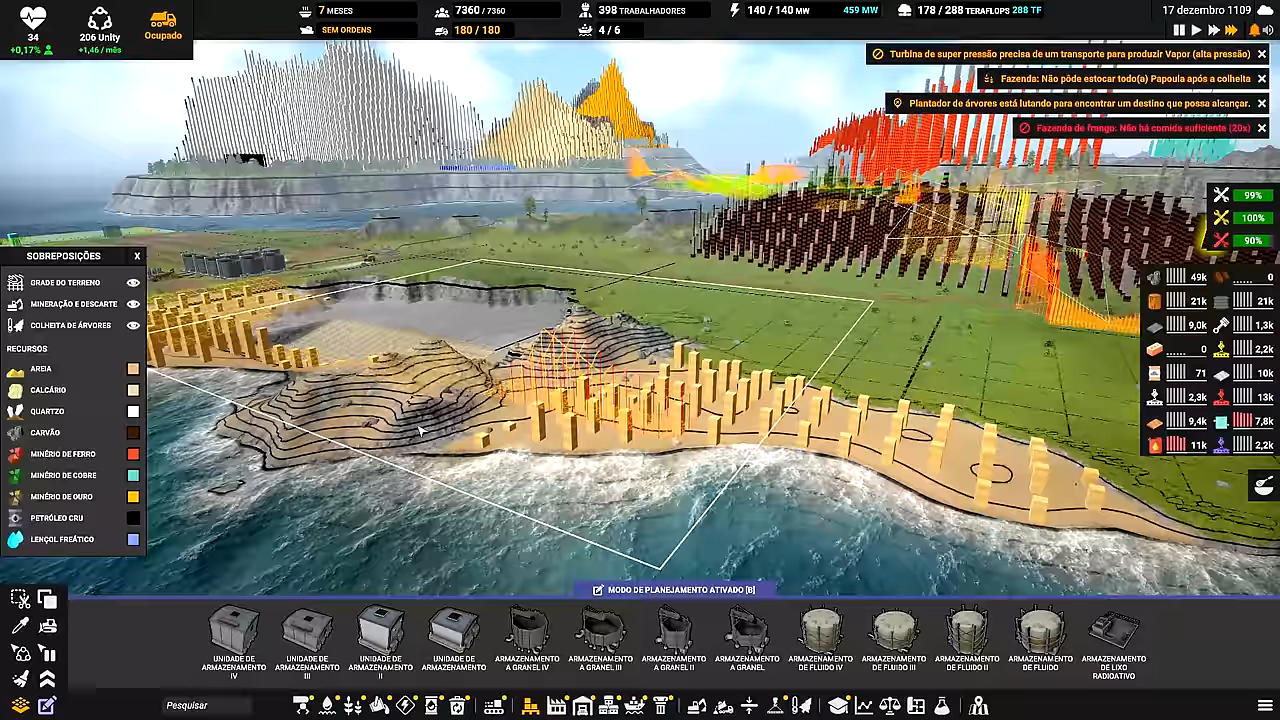 34
+0,17%
206 Unity
+1,46 / mês
Ocupado
7 MESES
SEM ORDENS
7360 / 7360
180 / 180
398 TRABALHADORES
4 / 6
140 / 140 MW
459 MW
178 / 288 TERAFLOPS 288 TF
17 dezembro 1109
Turbina de super pressão precisa de um transporte para produzir Vapor (alta pressão)
Fazenda: Não pôde estocar todo(a) Papoula após a colheita
Plantador de árvores está lutando para encontrar um destino que possa alcançar.
Fazenda de frango: Não há comida suficiente (20x)
99%
100%
90%
49k
0
21k
21k
9,0k
1,3k
0
2,2k
71
10k
2,3k
13k
9,4k
7,8k
11k
2,2k
SOBREPOSIÇÕES X
GRADE DO TERRENO
MINERAÇÃO E DESCARTE
COLHEITA DE ÁRVORES
RECURSOS
AREIA
CALCÁRIO
QUARTZO
CARVÃO
MINÉRIO DE FERRO
MINÉRIO DE COBRE
MINÉRIO DE OURO
PETRÓLEO CRU
LENÇOL FREÁTICO
MODO DE PLANEJAMENTO ATIVADO [B]
UNIDADE DE ARMAZENAMENTO IV
UNIDADE DE ARMAZENAMENTO III
UNIDADE DE ARMAZENAMENTO II
UNIDADE DE ARMAZENAMENTO
ARMAZENAMENTO A GRANEL IV
ARMAZENAMENTO A GRANEL III
ARMAZENAMENTO A GRANEL II
ARMAZENAMENTO A GRANEL
ARMAZENAMENTO DE FLUIDO IV
ARMAZENAMENTO DE FLUIDO III
ARMAZENAMENTO DE FLUIDO II
ARMAZENAMENTO DE FLUIDO
ARMAZENAMENTO DE LIXO RADIOATIVO
Pesquisar